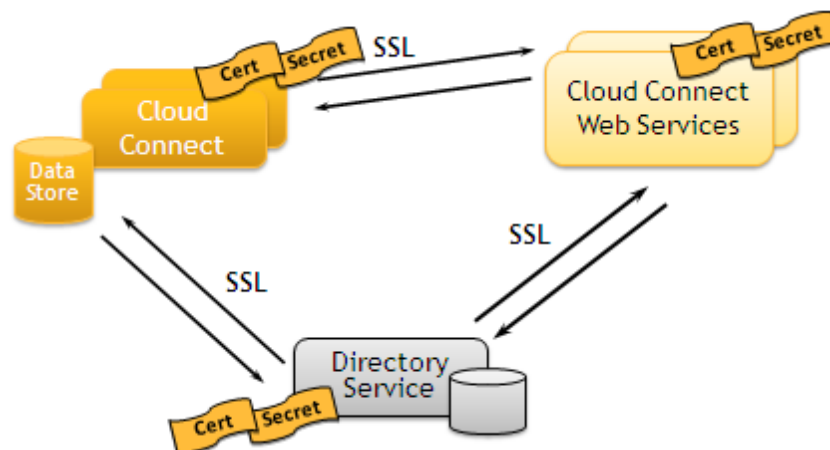 Cert Secret
SSL
Cert Secret
Cloud
Connect
Cloud Connect
Web Services
Data
Store
SSL
SSL
Directory
Service
Cert Secret